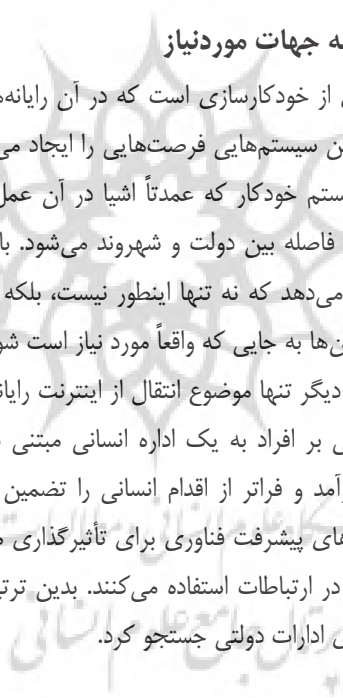 ه جهات موردنیاز
از خودکارسازی است که در آن رایانه‌
ن سیستم‌هایی فرصت‌هایی را ایجاد می
ستم خودکار که عمدتاً اشیا در آن عمل
فاصله بین دولت و شهروند می‌شود. با
می‌دهد که نه تنها اینطور نیست، بلکه
ن‌ها به جایی که واقعاً مورد نیاز است شو
دیگر تنها موضوع انتقال از اینترنت رایان
ی بر افراد به یک اداره انسانی مبتنی
رآمد و فراتر از اقدام انسانی را تضمین
های پیشرفت فناوری برای تأثیرگذاری
در ارتباطات استفاده می‌کنند. بدین ترت
ی ادارات دولتی جستجو کرد.